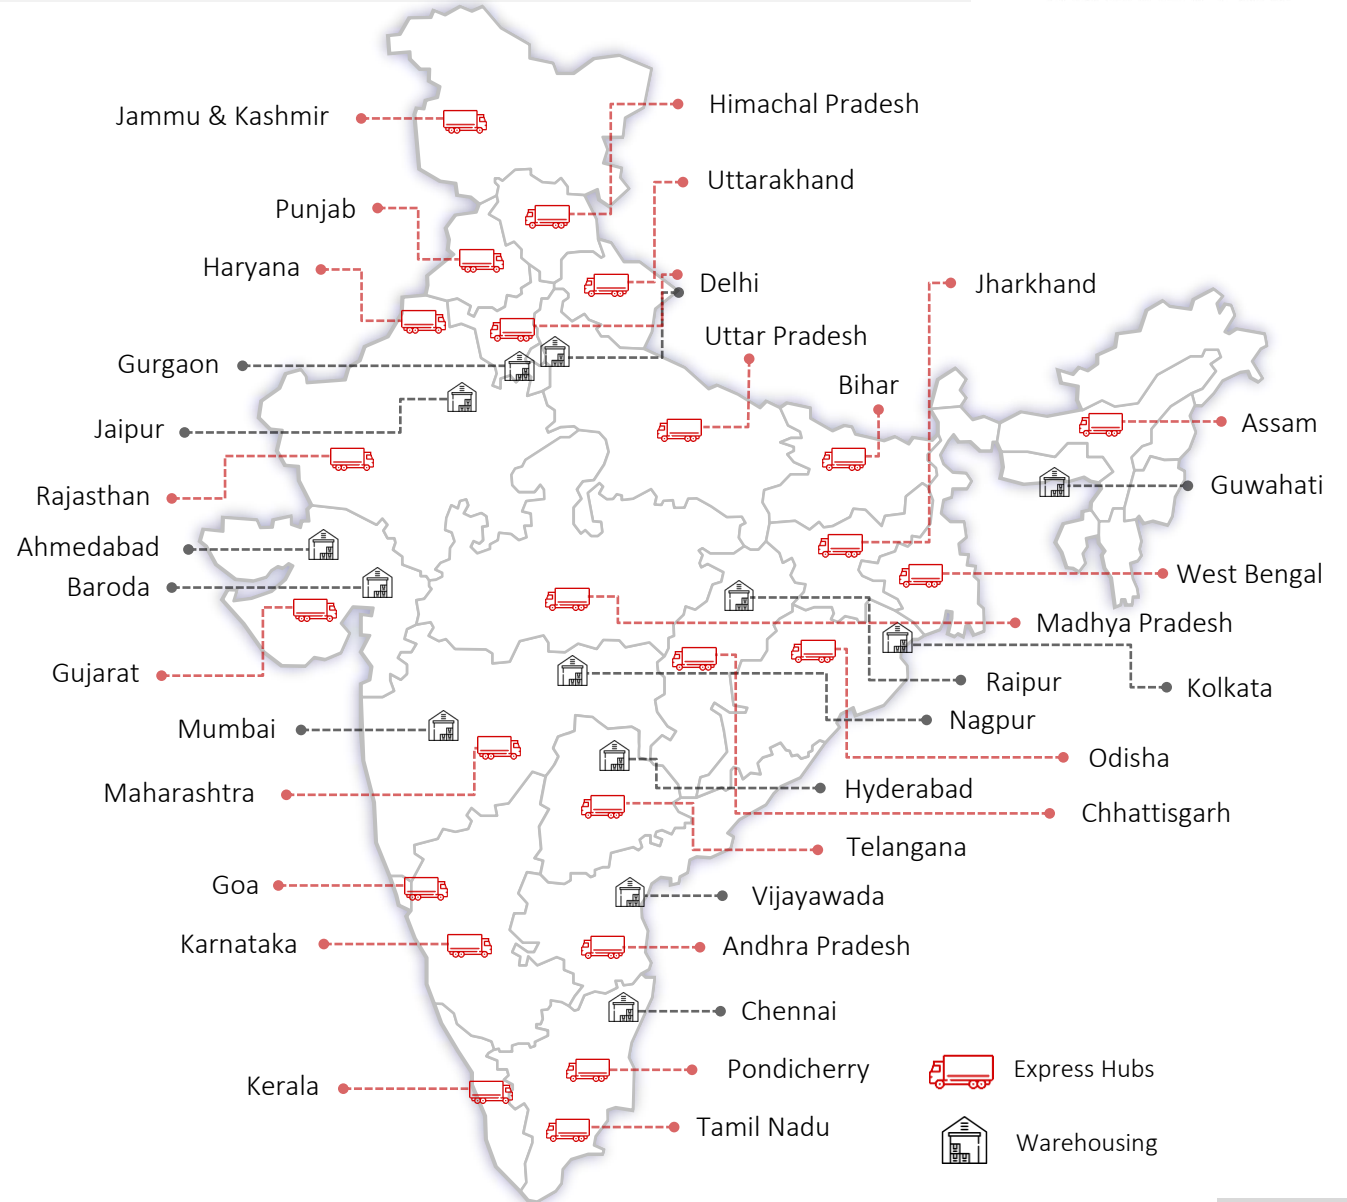 Himachal Pradesh
Jammu & Kashmir
Uttarakhand
Punjab
Haryana
Delhi
Jharkhand
Uttar Pradesh
Gurgaon
Bihar
Assam
Jaipur
Guwahati
Rajasthan
Ahmedabad
West Bengal
Baroda
Madhya Pradesh
Gujarat
Raipur
Kolkata
Nagpur
Mumbai
Odisha
Hyderabad
Maharashtra
Chhattisgarh
Telangana
Goa
Vijayawada
Karnataka
Andhra Pradesh
Chennai
Pondicherry
Express Hubs
Kerala
Tamil Nadu
Warehousing